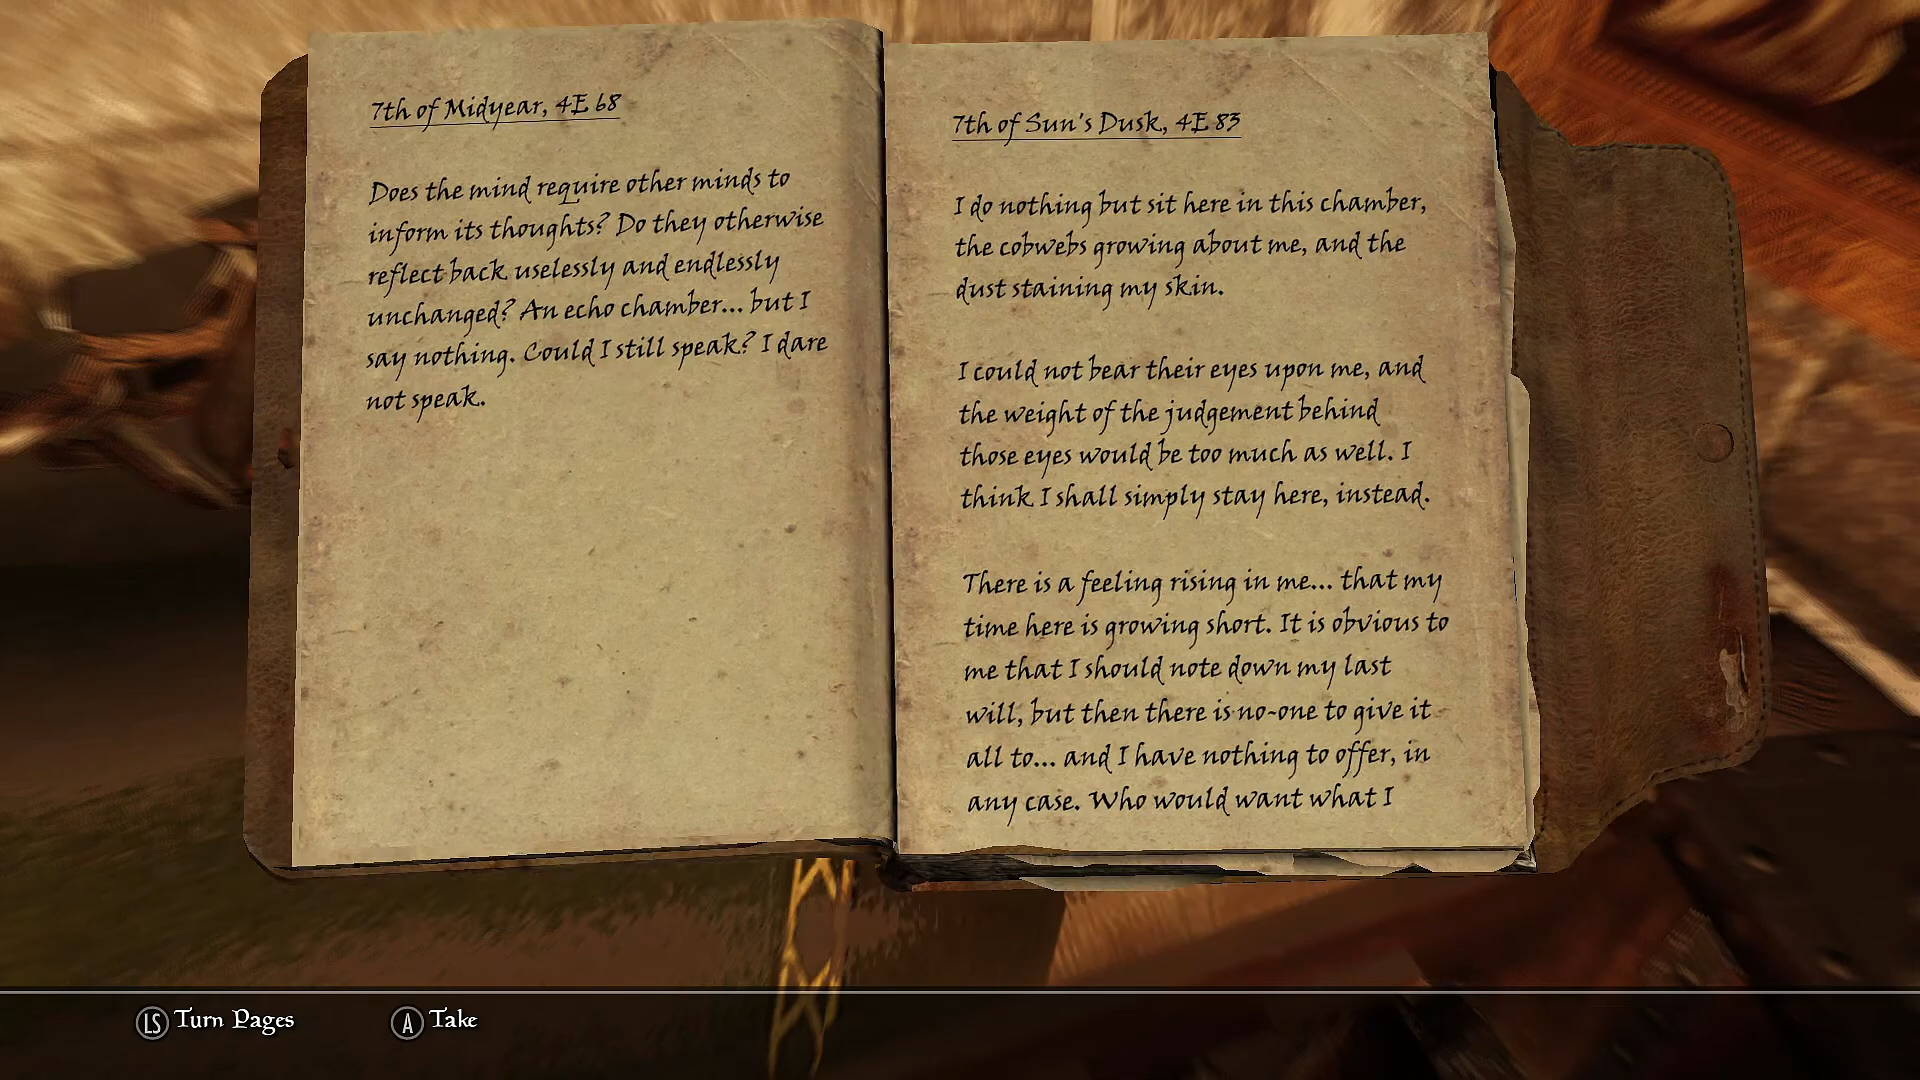 7th of Midyear, 4E 68
Does the mind require other minds to
inform its thoughts? Do they otherwise
reflect back uselessly and endlessly
unchanged? An echo chamber... but I
say nothing. Could I still speak? I dare
not speak.
7th of Sun's Dusk, 4E 83
I do nothing but sit here in this chamber,
the cobwebs growing about me, and the
dust staining my skin.
I could not bear their eyes upon me, and
the weight of the judgement behind
those eyes would be too much as well. I
think I shall simply stay here, instead.
There is a feeling rising in me... that my
time here is growing short. It is obvious to
me that I should note down my last
will, but then there is no-one to give it
all to... and I have nothing to offer, in
any case. Who would want what I
LS Turn Pages
A Take